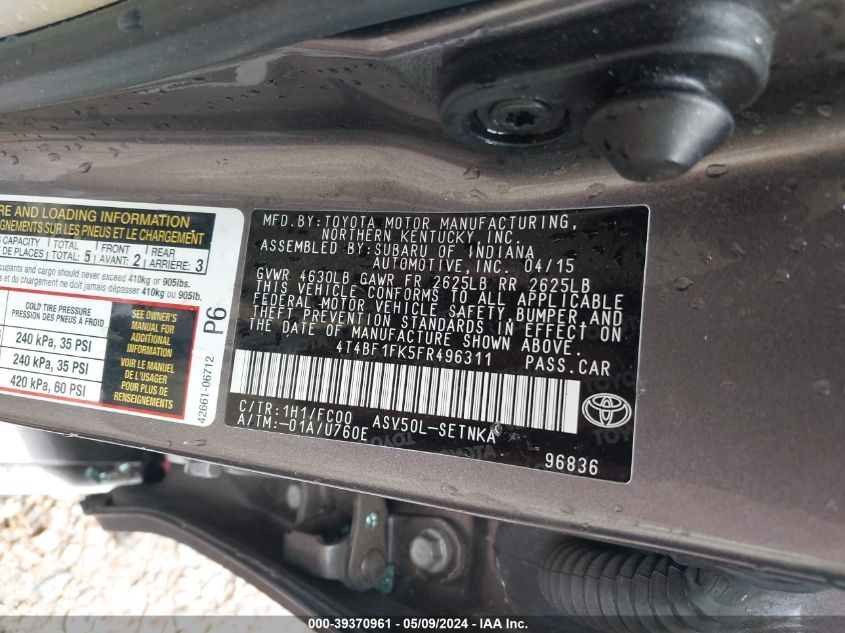 RE AND LOADING INFORMATION
GNEMENTS SUR LES PNEUS ET LE CHARGEMENT
CAPACITY TOTAL 5 FRONT 2 REAR 3
DE PLACES: TOTAL: AVANT: ARRIÈRE:
cupants and cargo should never exceed 410kg or 905lb.
s et du chargement ne doit jamais dépasser 410kg ou 905lb.
COLD TIRE PRESSURE
PRESSION DES PNEUS À FROID
240 kPa, 35 PSI
240 kPa, 35 PSI
420 kPa, 60 PSI
SEE OWNER'S
MANUAL FOR
ADDITIONAL
INFORMATION
VOIR LE MANUEL
DE L'USAGER
POUR PLUS DE
RENSEIGNEMENTS
42661-06712 P6
MFD.BY:TOYOTA MOTOR MANUFACTURING,
NORTHERN KENTUCKY,INC.
ASSEMBLED BY:SUBARU OF INDIANA
AUTOMOTIVE,INC. 04/15
GVWR 4630LB GAWR FR 2625LB RR 2625LB
THIS VEHICLE CONFORMS TO ALL APPLICABLE
FEDERAL MOTOR VEHICLE SAFETY,BUMPER,AND
THEFT PREVENTION STANDARDS IN EFFECT ON
THE DATE OF MANUFACTURE SHOWN ABOVE.
4T4BF1FK5FR496311 PASS.CAR
C/TR:1H1/FC00 ASV50L-SETNKA
A/TM:-01A/U760E
TOYOTA
96836
000-39370961 - 05/09/2024 - IAA Inc.